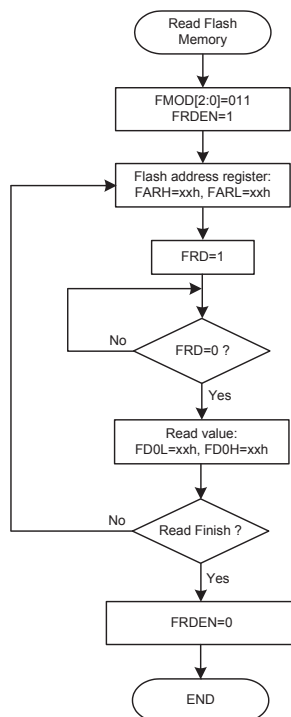 Read Flash
Memory
FMOD[2:0]=011
FRDEN=1
Flash address register:
FARH=xxh, FARL=xxh
FRD=1
No
FRD=0 ?
Yes
Read value:
FD0L=xxh, FD0H=xxh
No
Read Finish ?
Yes
FRDEN=0
END